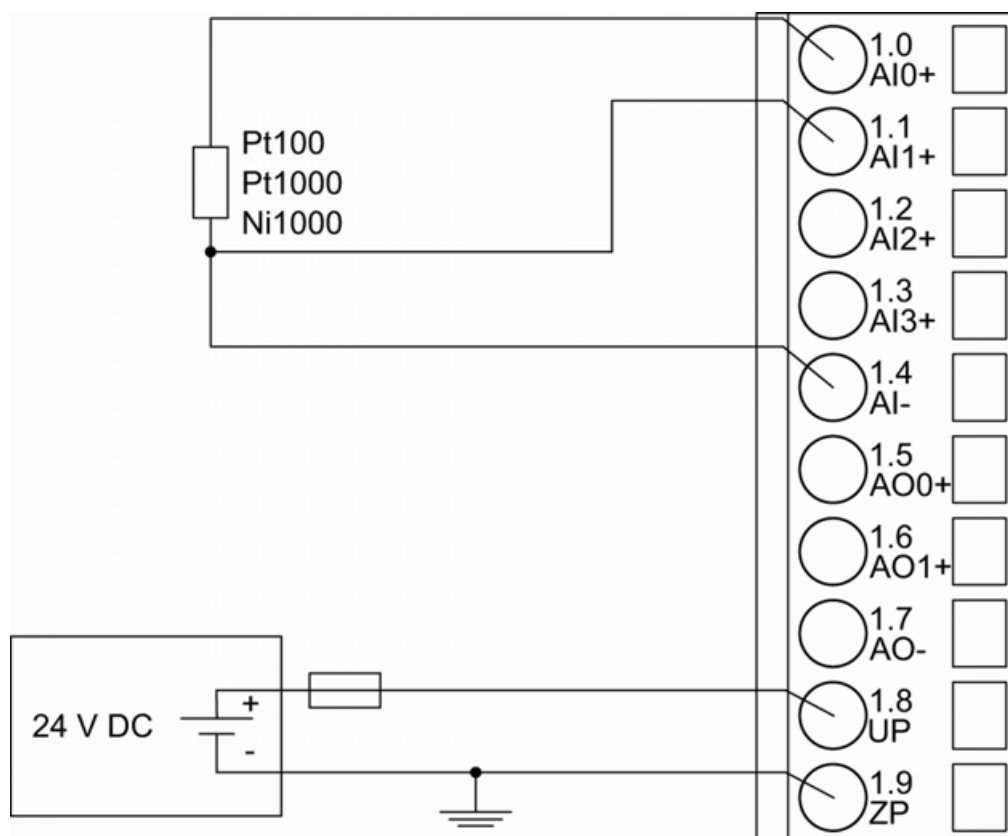 1.0
AI0+
Pt100
Pt1000
Ni1000
1.1
AI1+
1.2
AI2+
1.3
AI3+
1.4
AI-
1.5
AO0+
1.6
AO1+
1.7
AO-
24 V DC
+
-
1.8
UP
1.9
ZP